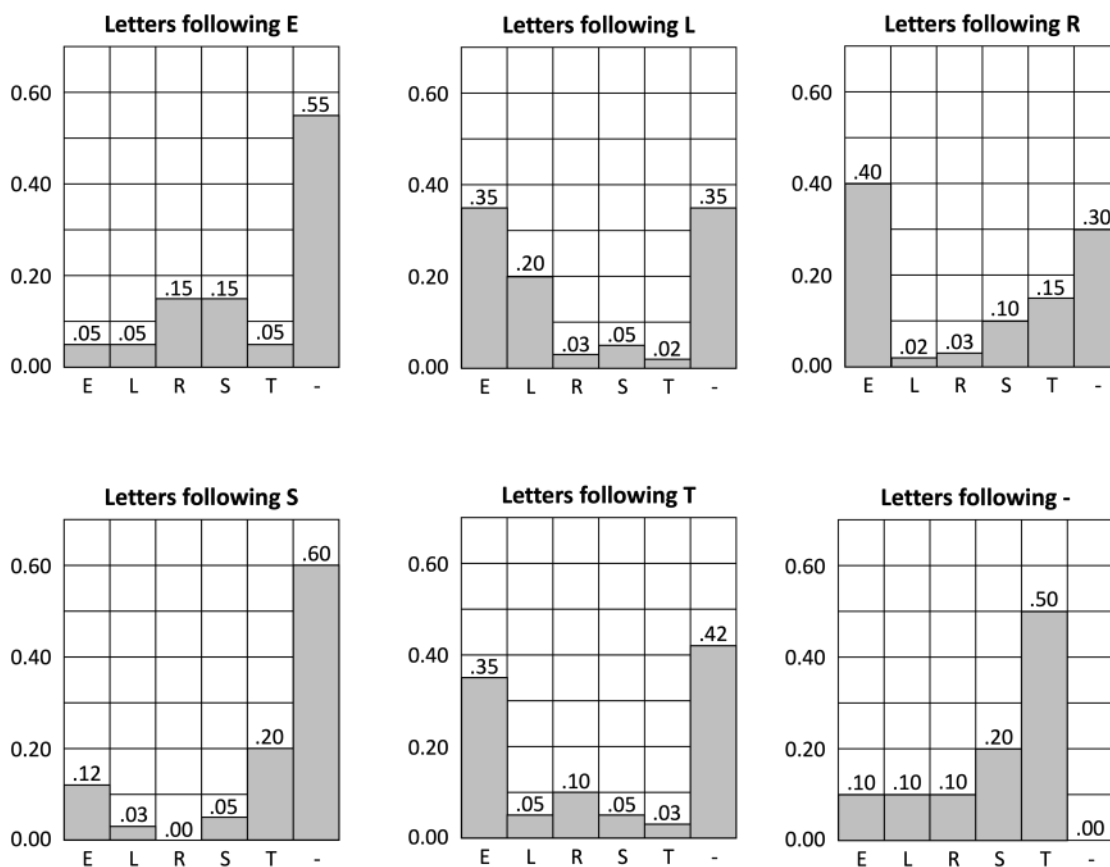 Letters following E
0.60
0.40
0.20
0.00
.05 .05 .15 .15 .05 .55
E L R S T -
Letters following L
0.60
0.40
0.20
0.00
.35 .20 .03 .05 .02 .35
E L R S T -
Letters following R
0.60
0.40
0.20
0.00
.40 .02 .03 .10 .15 .30
E L R S T -
Letters following S
0.60
0.40
0.20
0.00
.12 .03 .00 .05 .20 .60
E L R S T -
Letters following T
0.60
0.40
0.20
0.00
.35 .05 .10 .05 .03 .42
E L R S T -
Letters following -
0.60
0.40
0.20
0.00
.10 .10 .10 .20 .50 .00
E L R S T -